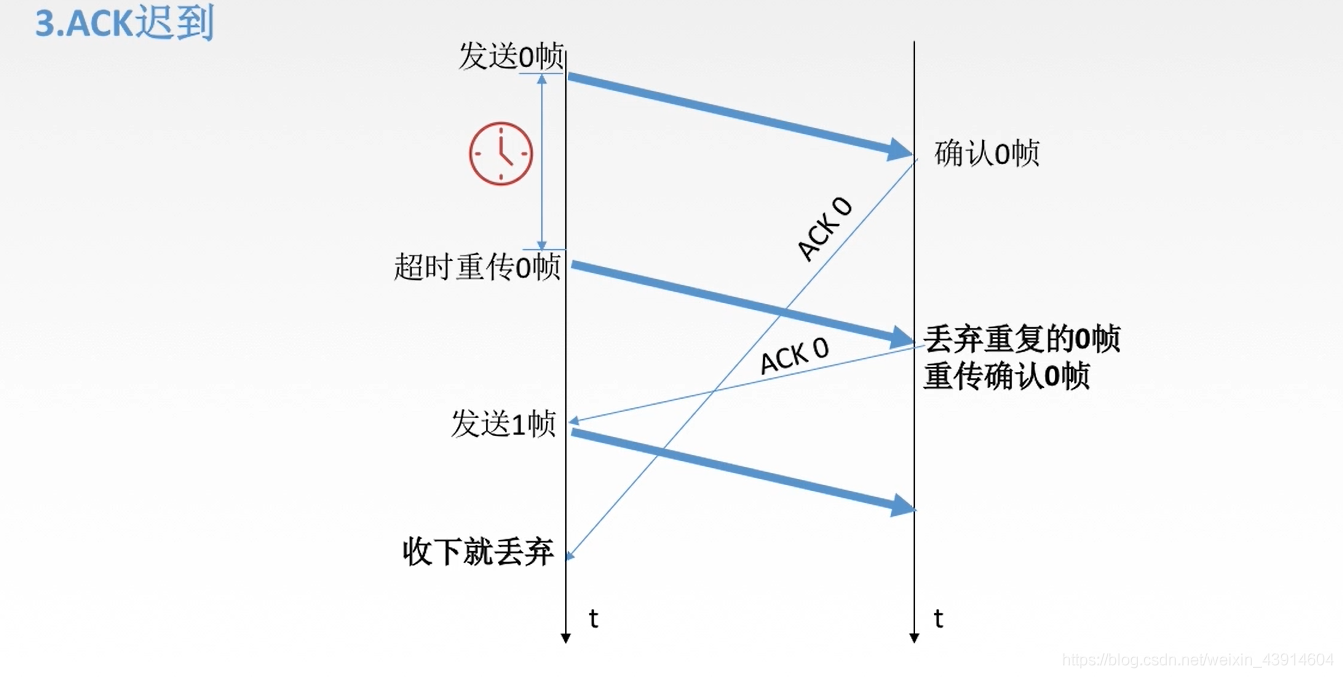 3.ACK迟到
发送0帧
确认0帧
ACK 0
超时重传0帧
丢弃重复的0帧
重传确认0帧
ACK 0
发送1帧
收下就丢弃
t
t
https://blog.csdn.net/weixin_43914604